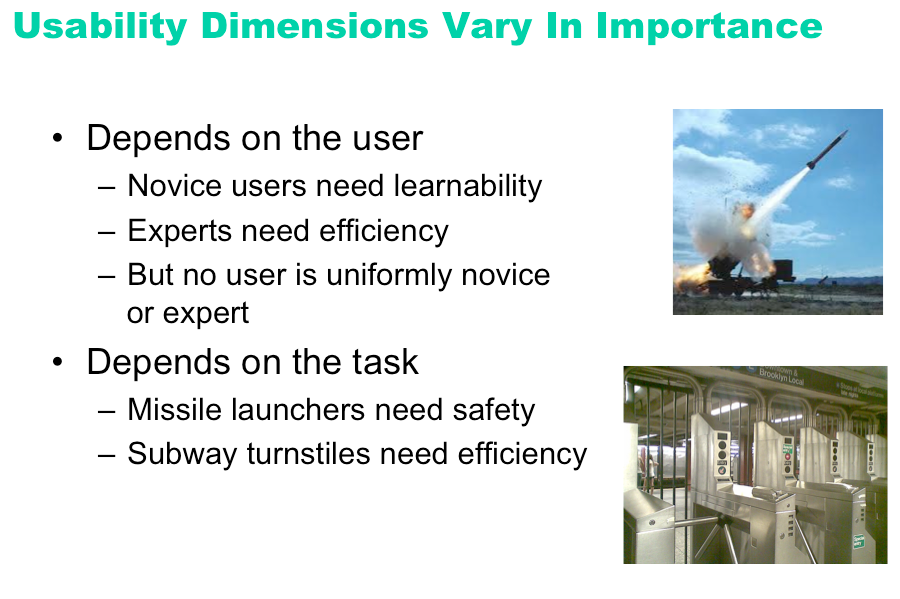 Usability Dimensions Vary In Importance
• Depends on the user
– Novice users need learnability
– Experts need efficiency
– But no user is uniformly novice
or expert
• Depends on the task
– Missile launchers need safety
– Subway turnstiles need efficiency
Downtown &
Brooklyn Local